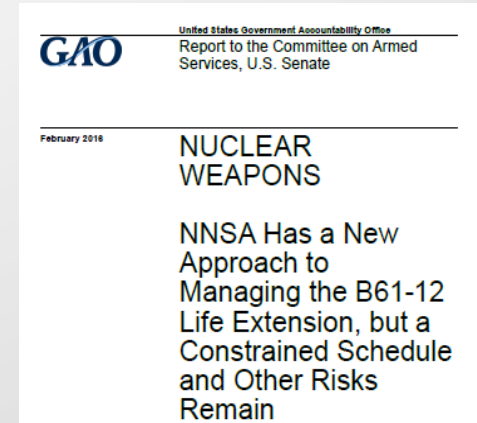 United States Government Accountability Office
GAO
Report to the Committee on Armed
Services, U.S. Senate
February 2016
NUCLEAR
WEAPONS
NNSA Has a New
Approach to
Managing the B61-12
Life Extension, but a
Constrained Schedule
and Other Risks
Remain